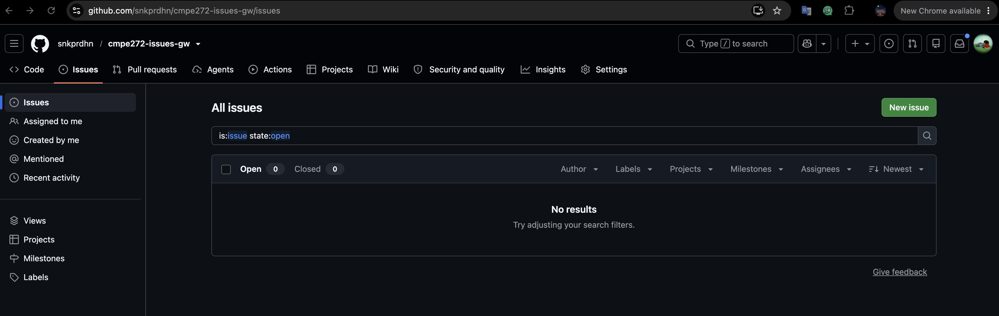 github.com/snkprdhn/cmpe272-issues-gw/issues
New Chrome available
snkprdhn / cmpe272-issues-gw
Type / to search
Code
Issues
Pull requests
Agents
Actions
Projects
Wiki
Security and quality
Insights
Settings
Issues
Assigned to me
Created by me
Mentioned
Recent activity
Views
Projects
Milestones
Labels
All issues
New issue
is:issue state:open
Open 0 Closed 0
Author
Labels
Projects
Milestones
Assignees
Newest
No results
Try adjusting your search filters.
Give feedback